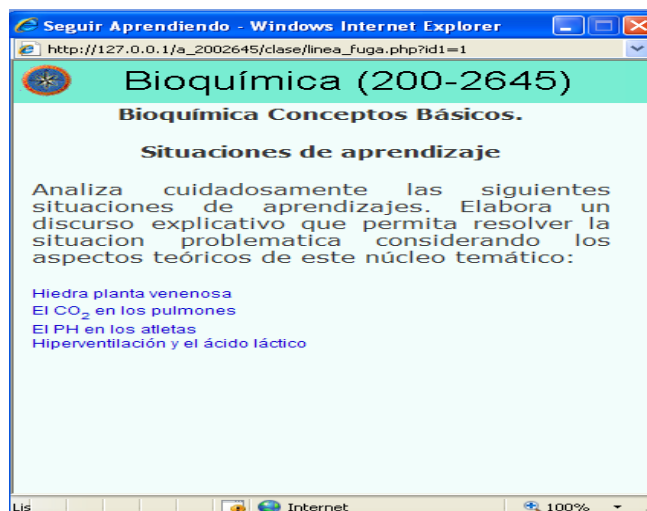 Seguir Aprendiendo - Windows Internet Explorer
http://127.0.0.1/a_2002645/clase/linea_fuga.php?id1=1
Bioquímica (200-2645)
Bioquímica Conceptos Básicos.
Situaciones de aprendizaje
Analiza cuidadosamente las siguientes
situaciones de aprendizajes. Elabora un
discurso explicativo que permita resolver la
situacion problematica considerando los
aspectos teóricos de este núcleo temático:
Hiedra planta venenosa
El CO₂ en los pulmones
El PH en los atletas
Hiperventilación y el ácido láctico
Lis Internet 100%